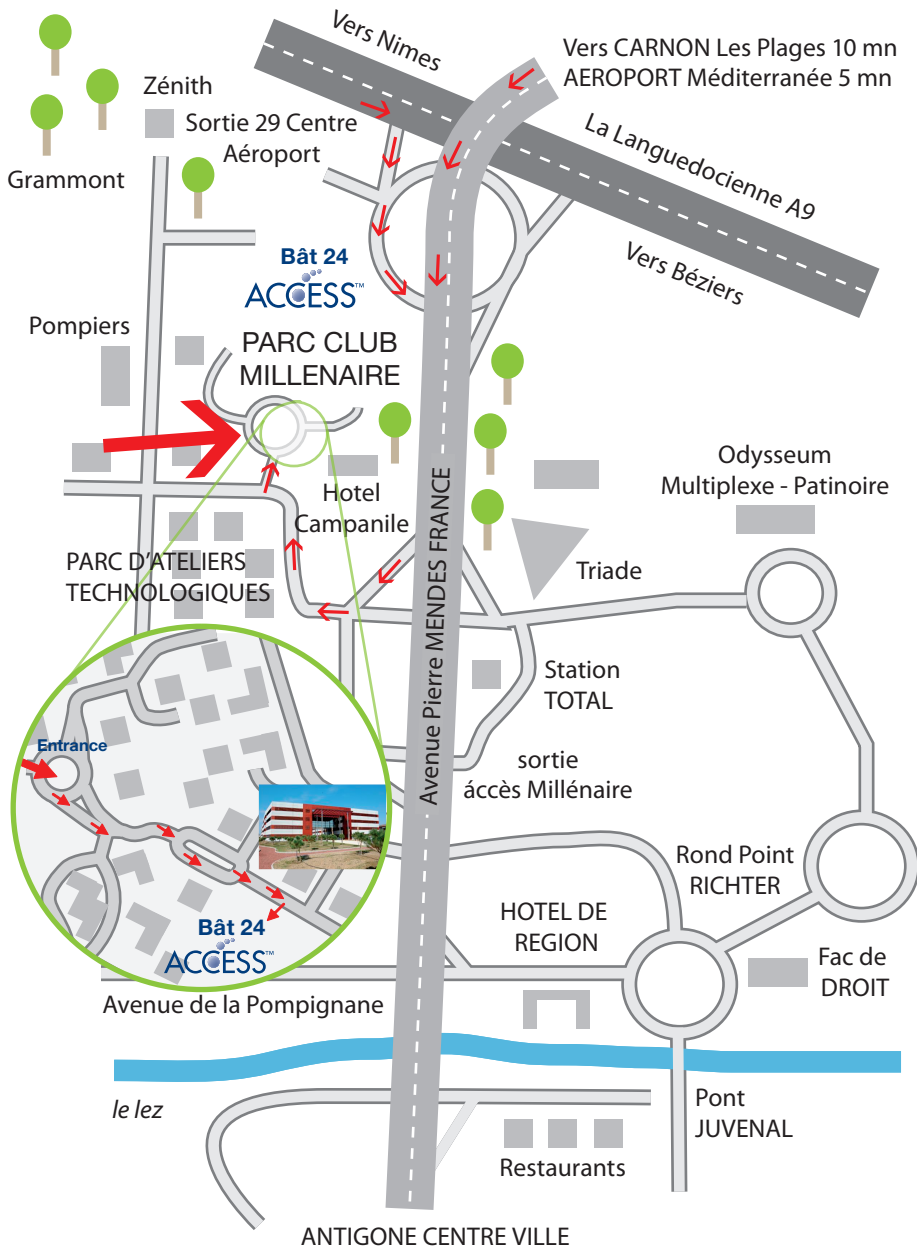 Vers Nimes
Vers CARNON Les Plages 10 mn
AEROPORT Méditerranée 5 mn
Zénith
Sortie 29 Centre
Aéroport
La Languedocienne A9
Grammont
Vers Béziers
Bât 24
ACCESS™
Pompiers
PARC CLUB
MILLENAIRE
Odysseum
Multiplexe - Patinoire
Hotel
Campanile
Avenue Pierre MENDES FRANCE
PARC D'ATELIERS
TECHNOLOGIQUES
Triade
Station
TOTAL
Entrance
sortie
áccès Millénaire
Rond Point
RICHTER
HOTEL DE
REGION
Bât 24
ACCESS™
Fac de
DROIT
Avenue de la Pompignane
le lez
Pont
JUVENAL
Restaurants
ANTIGONE CENTRE VILLE